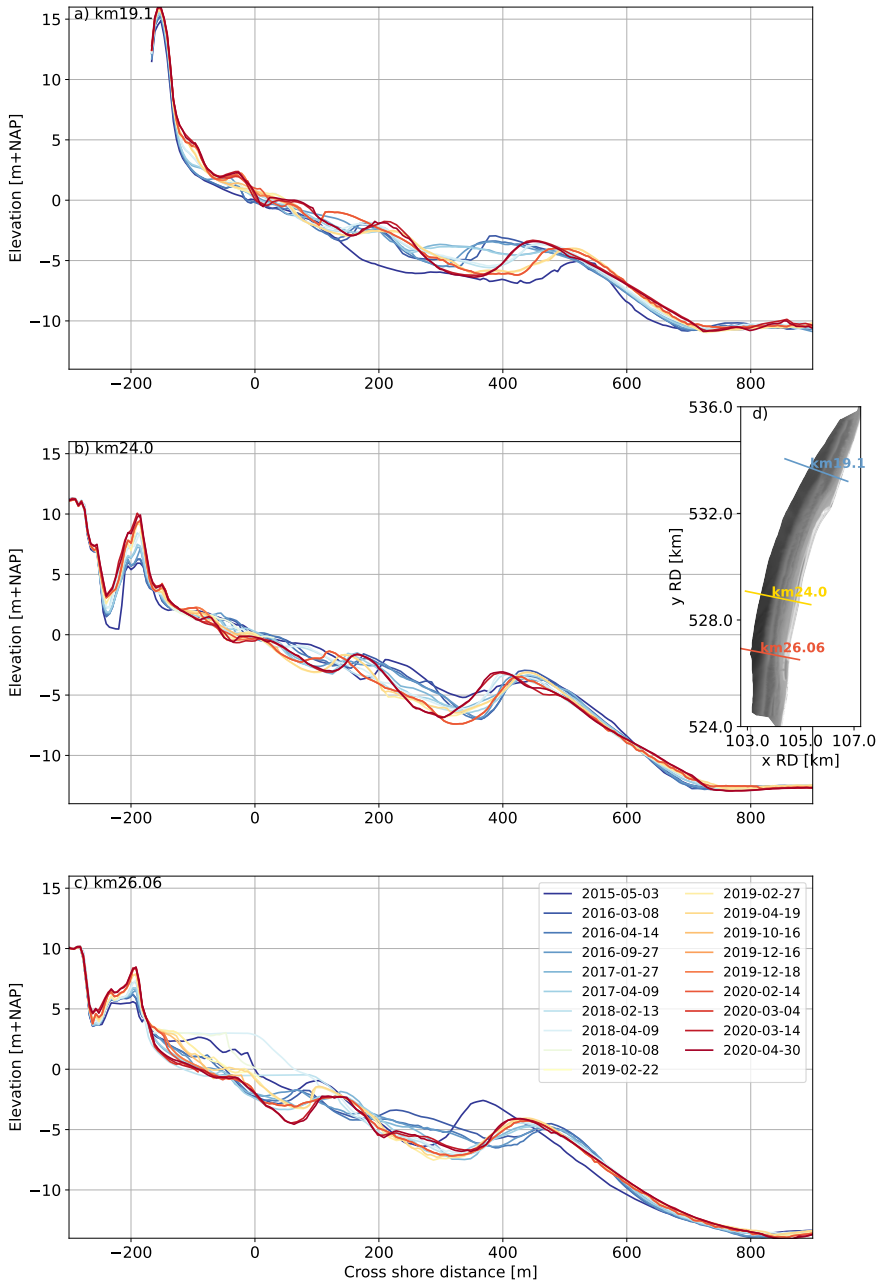 a) km19.1
15
10
5
0
−5
−10
Elevation [m+NAP]
−200 0 200 400 600 800
b) km24.0
15
10
5
0
−5
−10
Elevation [m+NAP]
−200 0 200 400 600 800
d)
536.0
532.0
528.0
524.0
y RD [km]
km19.1
km24.0
km26.06
103.0 105.0 107.0
x RD [km]
c) km26.06
15
10
5
0
−5
−10
Elevation [m+NAP]
2015-05-03
2016-03-08
2016-04-14
2016-09-27
2017-01-27
2017-04-09
2018-02-13
2018-04-09
2018-10-08
2019-02-22
2019-02-27
2019-04-19
2019-10-16
2019-12-16
2019-12-18
2020-02-14
2020-03-04
2020-03-14
2020-04-30
−200 0 200 400 600 800
Cross shore distance [m]